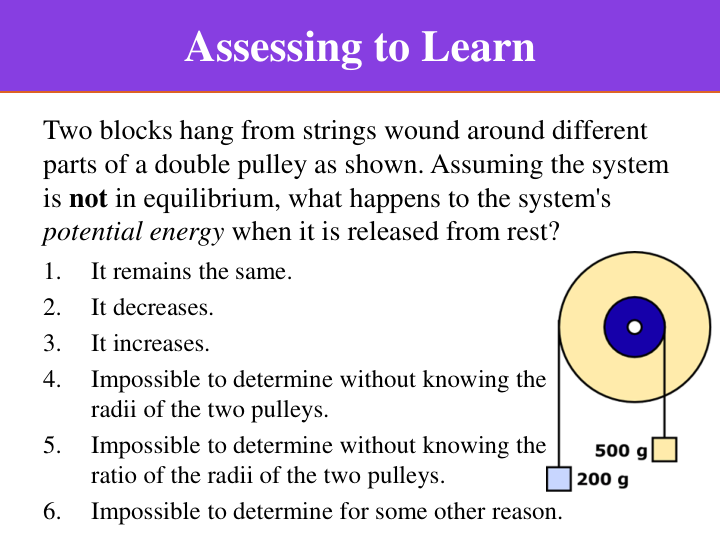 Assessing to Learn
Two blocks hang from strings wound around different
parts of a double pulley as shown. Assuming the system
is not in equilibrium, what happens to the system's
potential energy when it is released from rest?
1. It remains the same.
2. It decreases.
3. It increases.
4. Impossible to determine without knowing the
radii of the two pulleys.
5. Impossible to determine without knowing the
ratio of the radii of the two pulleys.
6. Impossible to determine for some other reason.
500 g
200 g